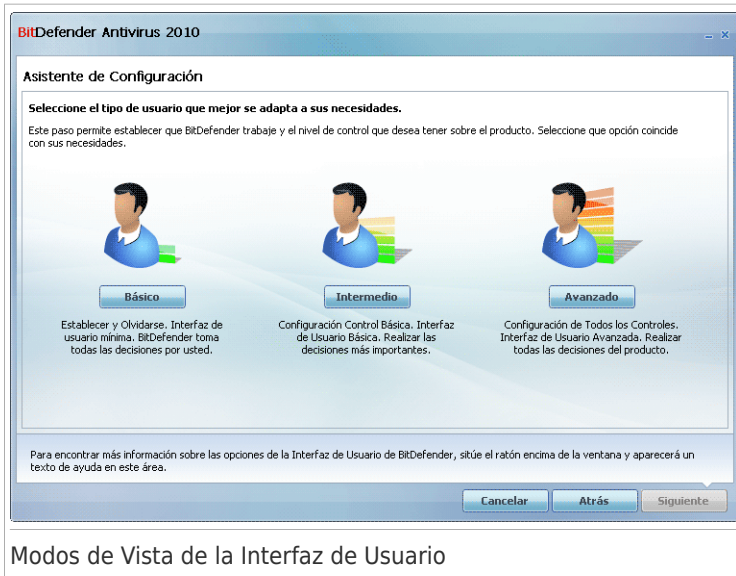 BitDefender Antivirus 2010
Asistente de Configuración
Seleccione el tipo de usuario que mejor se adapta a sus necesidades.
Este paso permite establecer que BitDefender trabaje y el nivel de control que desea tener sobre el producto. Seleccione que opción coincide
con sus necesidades.
Básico
Establecer y Olvidarse. Interfaz de
usuario mínima. BitDefender toma
todas las decisiones por usted.
Intermedio
Configuración Control Básica. Interfaz
de Usuario Básica. Realizar las
decisiones más importantes.
Avanzado
Configuración de Todos los Controles.
Interfaz de Usuario Avanzada. Realizar
todas las decisiones del producto.
Para encontrar más información sobre las opciones de la Interfaz de Usuario de BitDefender, sitúe el ratón encima de la ventana y aparecerá un
texto de ayuda en este área.
Cancelar
Atrás
Siguiente
Modos de Vista de la Interfaz de Usuario